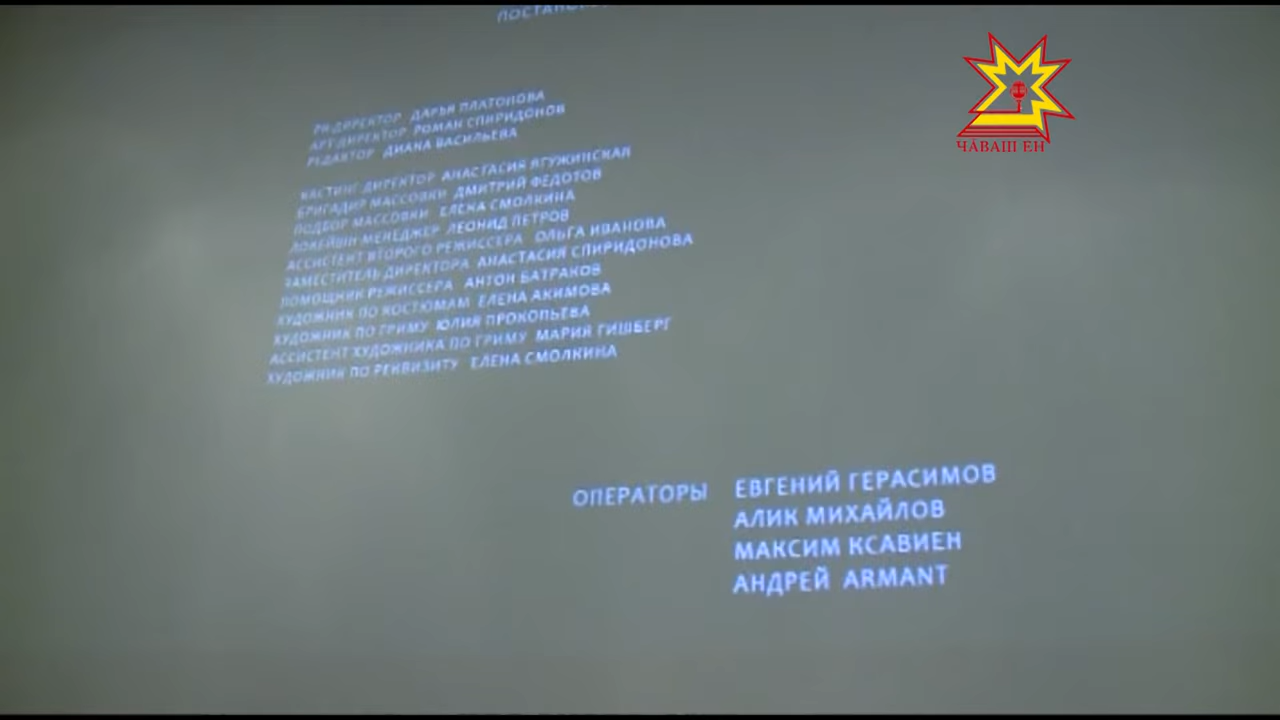 ЧӐВАШ ЕН
PR-ДИРЕКТОР ДАРЬЯ ПЛАТОНОВА
АРТ-ДИРЕКТОР РОМАН СПИРИДОНОВ
РЕДАКТОР ДИАНА ВАСИЛЬЕВА
КАСТИНГ ДИРЕКТОР АНАСТАСИЯ ЯГУЖИНСКАЯ
БРИГАДИР МАССОВКИ ДМИТРИЙ ФЕДОТОВ
ПОДБОР МАССОВКИ ЕЛЕНА СМОЛКИНА
ЛОКЕЙШН-МЕНЕДЖЕР ЛЕОНИД ПЕТРОВ
АССИСТЕНТ ВТОРОГО РЕЖИССЕРА ОЛЬГА ИВАНОВА
ЗАМЕСТИТЕЛЬ ДИРЕКТОРА АНАСТАСИЯ СПИРИДОНОВА
ПОМОЩНИК РЕЖИССЕРА АНТОН БАТРАКОВ
ХУДОЖНИК ПО КОСТЮМАМ ЕЛЕНА АКИМОВА
ХУДОЖНИК ПО ГРИМУ ЮЛИЯ ПРОКОПЬЕВА
АССИСТЕНТ ХУДОЖНИКА ПО ГРИМУ МАРИЯ ГИШБЕРГ
ХУДОЖНИК ПО РЕКВИЗИТУ ЕЛЕНА СМОЛКИНА
ОПЕРАТОРЫ ЕВГЕНИЙ ГЕРАСИМОВ
АЛИК МИХАЙЛОВ
МАКСИМ КСАВИЕН
АНДРЕЙ ARMANT